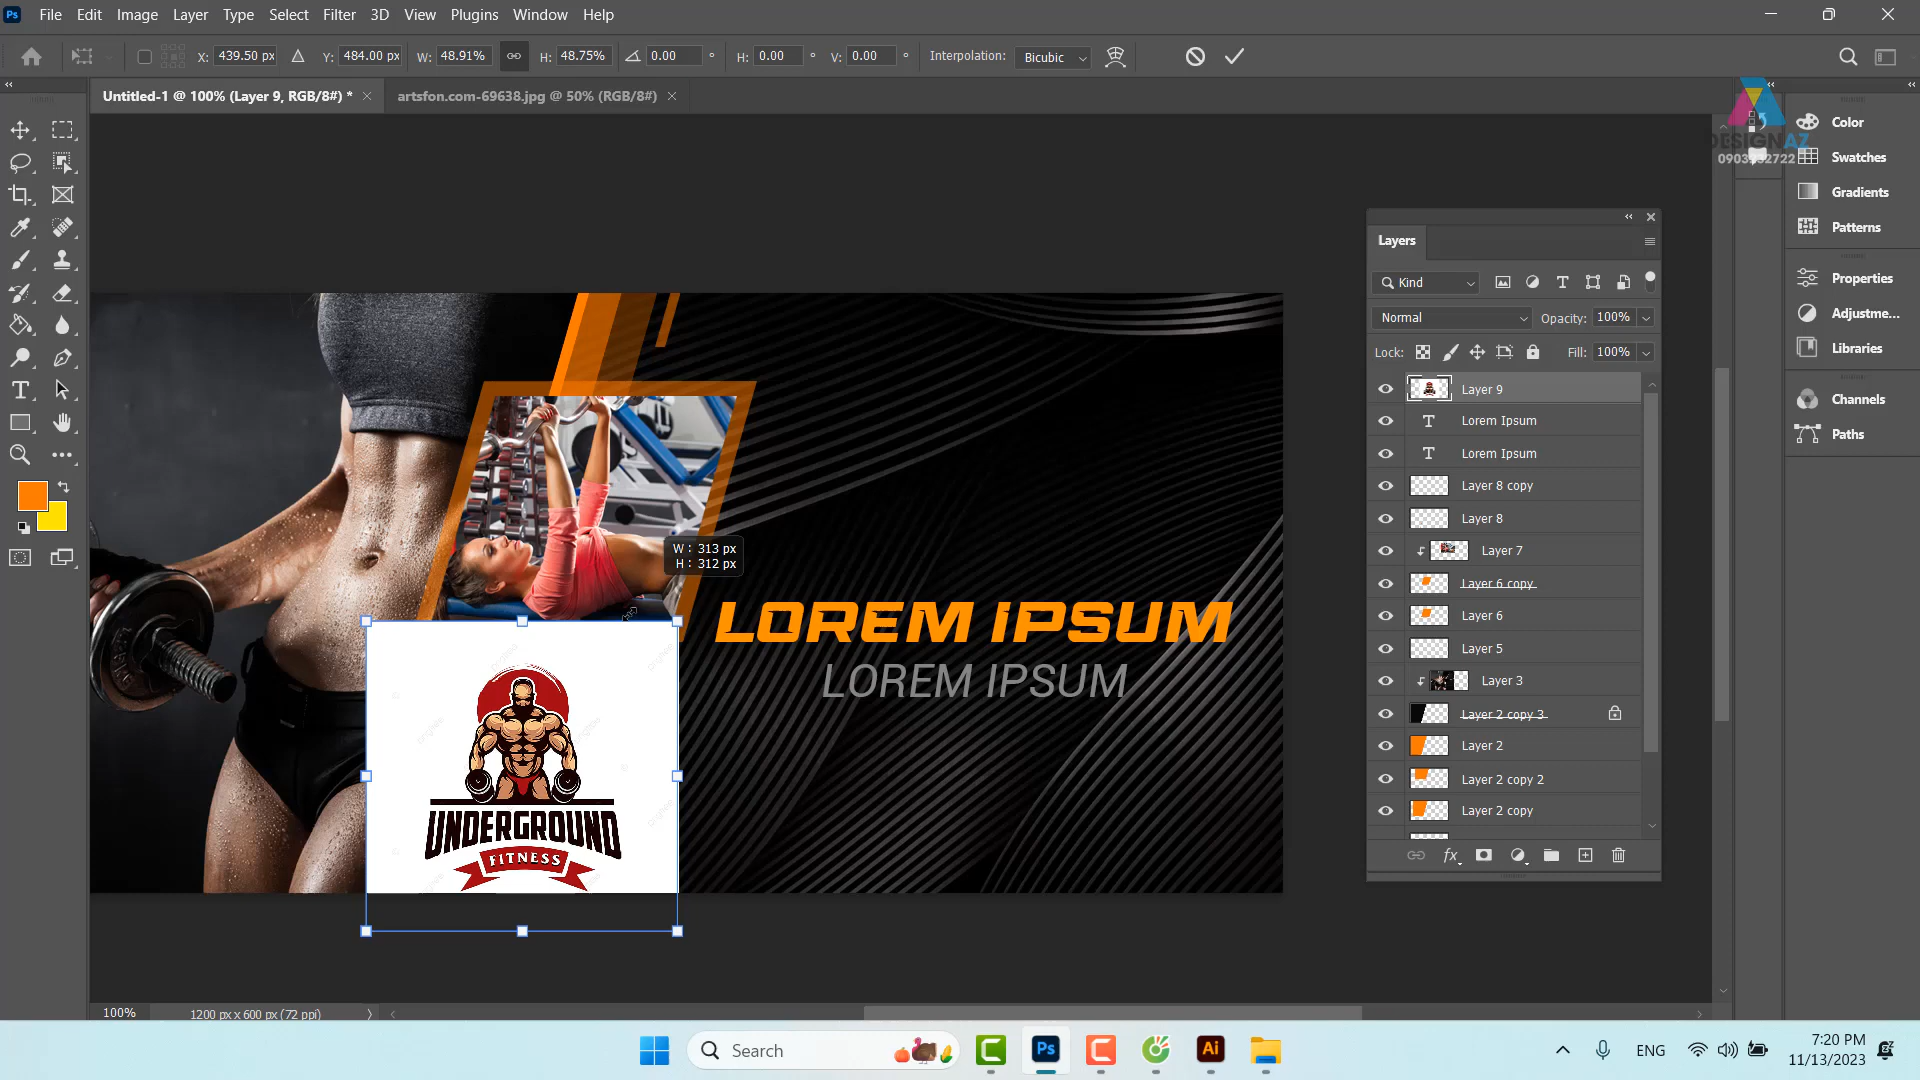 File Edit Image Layer Type Select Filter 3D View Plugins Window Help
X: 439.50 px Y: 484.00 px W: 48.91% H: 48.75% 0.00 ° H: 0.00 ° V: 0.00 ° Interpolation: Bicubic
Untitled-1 @ 100% (Layer 9, RGB/8#) * × artsfon.com-69638.jpg @ 50% (RGB/8#) ×
DESIGNAZ
Color
Swatches
Gradients
Patterns
Properties
Adjustme...
Libraries
Channels
Paths
Layers
Kind
Normal Opacity: 100%
Lock: Fill: 100%
Layer 9
Lorem Ipsum
Lorem Ipsum
Layer 8 copy
Layer 8
Layer 7
Layer 6 copy
Layer 6
Layer 5
Layer 3
Layer 2 copy 3
Layer 2
Layer 2 copy 2
Layer 2 copy
fx
W: 313 px
H: 312 px
LOREM IPSUM
LOREM IPSUM
UNDERGROUND
FITNESS
100% 1200 px x 600 px (72 ppi)
Search
Ps
Ai
ENG
7:20 PM
11/13/2023